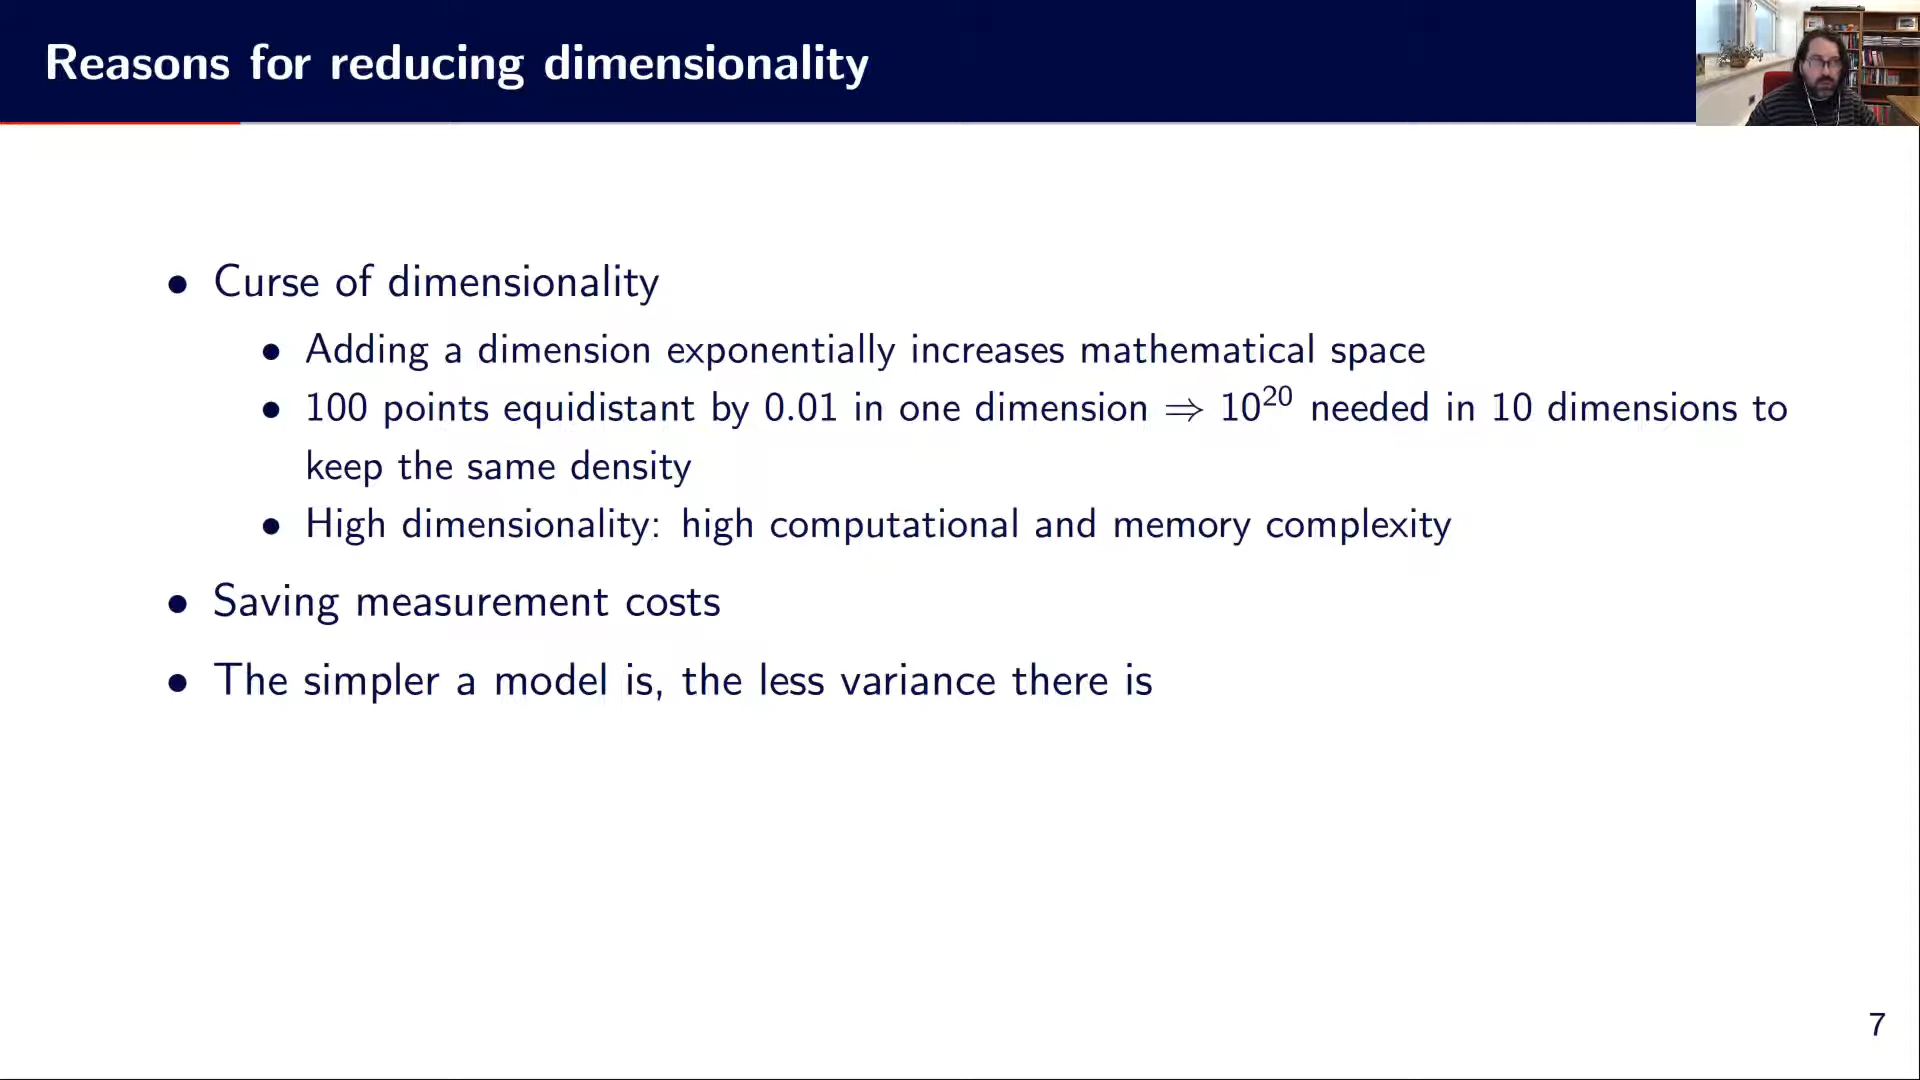 Reasons for reducing dimensionality
• Curse of dimensionality
• Adding a dimension exponentially increases mathematical space
• 100 points equidistant by 0.01 in one dimension ⇒ 10²⁰ needed in 10 dimensions to
keep the same density
• High dimensionality: high computational and memory complexity
• Saving measurement costs
• The simpler a model is, the less variance there is
7